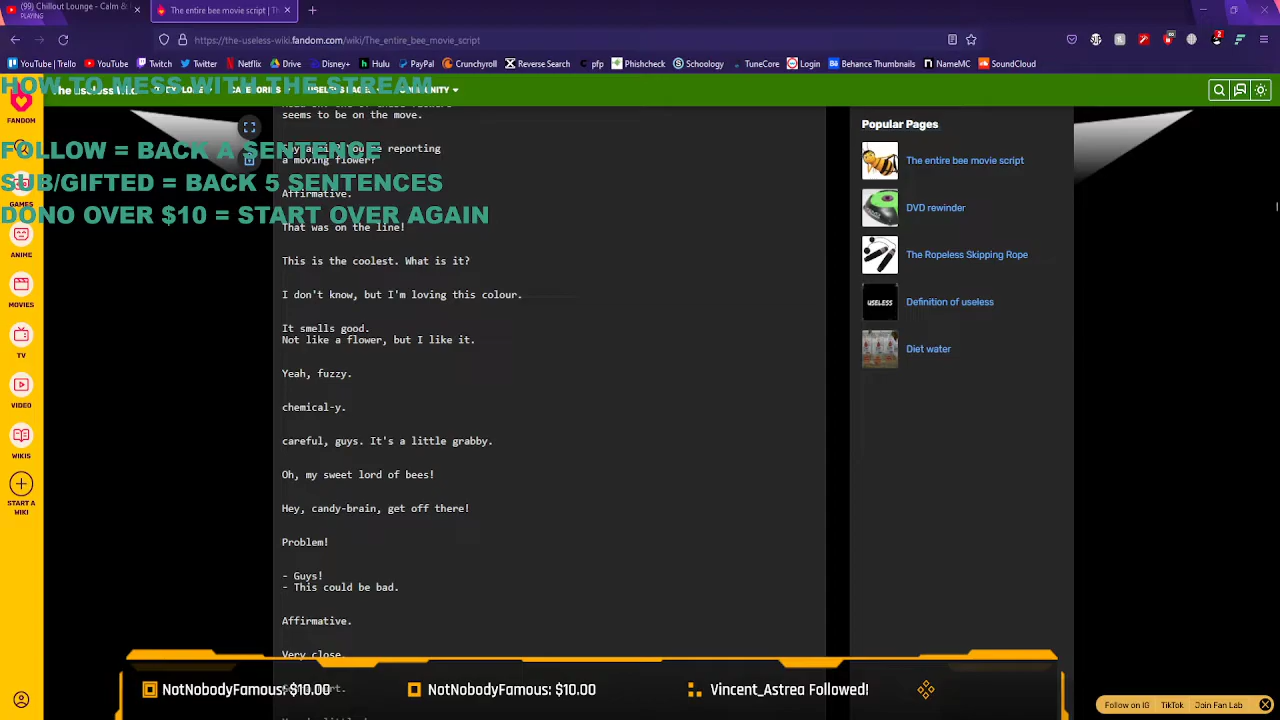 (99) Chillout Lounge - Calm &
PLAYING
The entire bee movie script | T
https://the-useless-wiki.fandom.com/wiki/The_entire_bee_movie_script
YouTube | Trello
YouTube
Twitch
Twitter
Netflix
Drive
Disney+
Hulu
PayPal
Crunchyroll
Reverse Search
pfp
Phishcheck
Schoology
TuneCore
Login
Behance Thumbnails
NameMC
SoundCloud
HOW TO MESS WITH THE STREAM
FOLLOW = BACK A SENTENCE
SUB/GIFTED = BACK 5 SENTENCES
DONO OVER $10 = START OVER AGAIN
FANDOM
GAMES
ANIME
MOVIES
TV
VIDEO
WIKIS
START A
WIKI
seems to be on the move.
reporting
a moving flower?
Affirmative.
That was on the line!
This is the coolest. What is it?
I don't know, but I'm loving this colour.
It smells good.
Not like a flower, but I like it.
Yeah, fuzzy.
chemical-y.
careful, guys. It's a little grabby.
Oh, my sweet lord of bees!
Hey, candy-brain, get off there!
Problem!
- Guys!
- This could be bad.
Affirmative.
Very close.
Popular Pages
The entire bee movie script
DVD rewinder
The Ropeless Skipping Rope
USELESS
Definition of useless
Diet water
NotNobodyFamous: $10.00
NotNobodyFamous: $10.00
Vincent_Astrea Followed!
Follow on IG
TikTok
Join Fan Lab